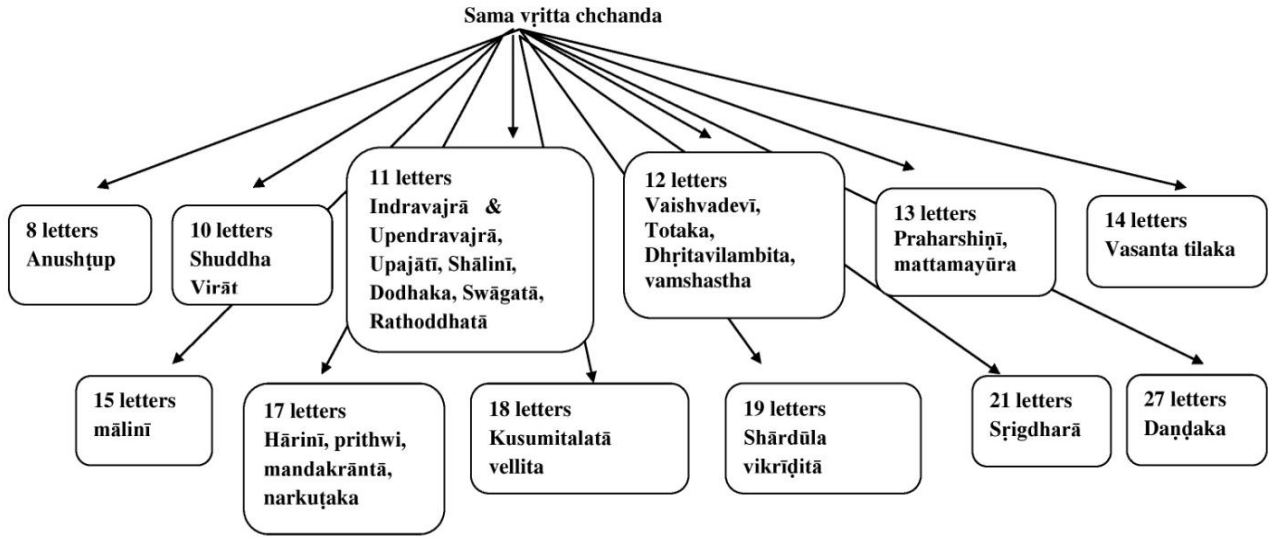 Sama vṛitta chchanda
8 letters
Anushṭup
10 letters
Shuddha
Virāṭ
11 letters
Indravajrā &
Upendravajrā,
Upajātī, Shālinī,
Dodhaka, Swāgatā,
Rathoddhatā
12 letters
Vaishvadevī,
Totaka,
Dhṛitavilambita,
vamshastha
13 letters
Praharshiṇī,
mattamayūra
14 letters
Vasanta tilaka
15 letters
mālinī
17 letters
Hārinī, prithwi,
mandakrāntā,
narkuṭaka
18 letters
Kusumitalatā
vellita
19 letters
Shārdūla
vikrīḍitā
21 letters
Sṛigdharā
27 letters
Daṇḍaka